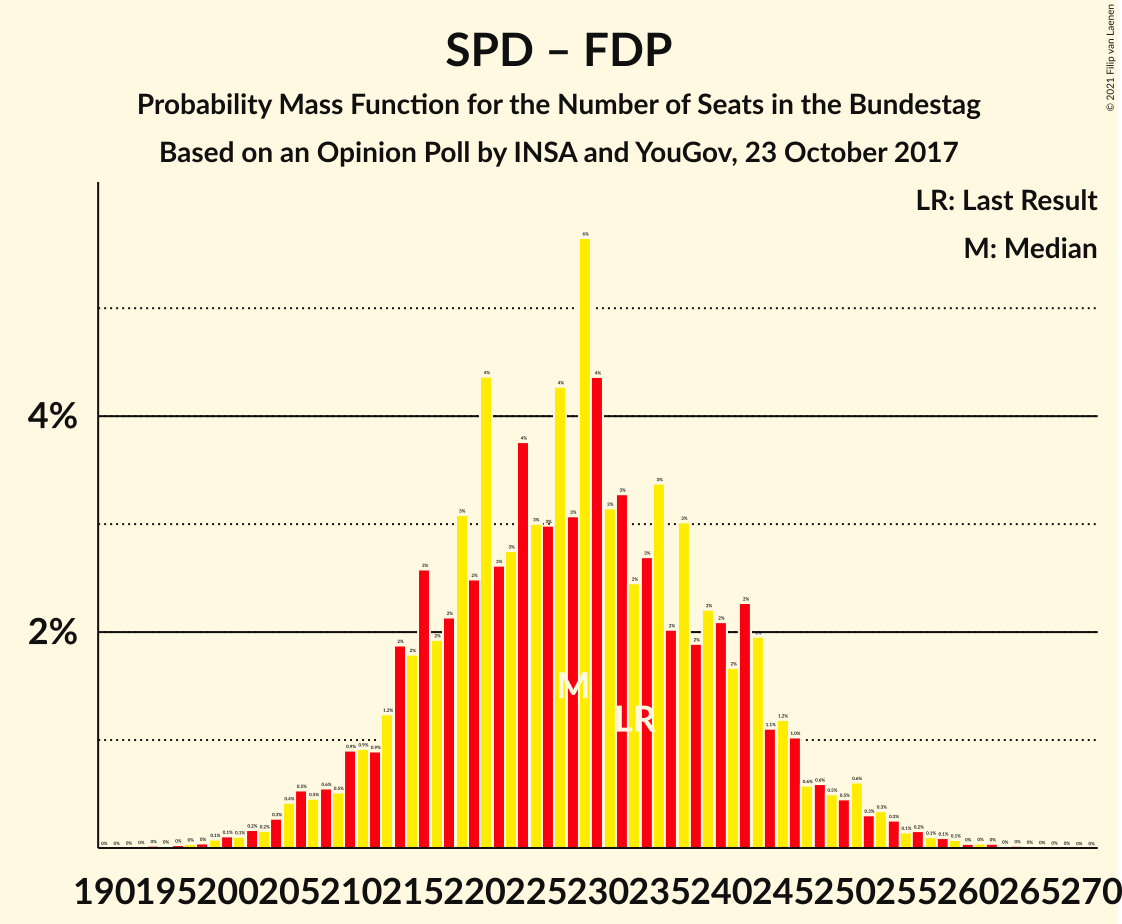 SPD – FDP
Probability Mass Function for the Number of Seats in the Bundestag
Based on an Opinion Poll by INSA and YouGov, 23 October 2017
© 2021 Filip van Laenen
LR: Last Result
M: Median
4%
2%
M
LR
190 195 200 205 210 215 220 225 230 235 240 245 250 255 260 265 270